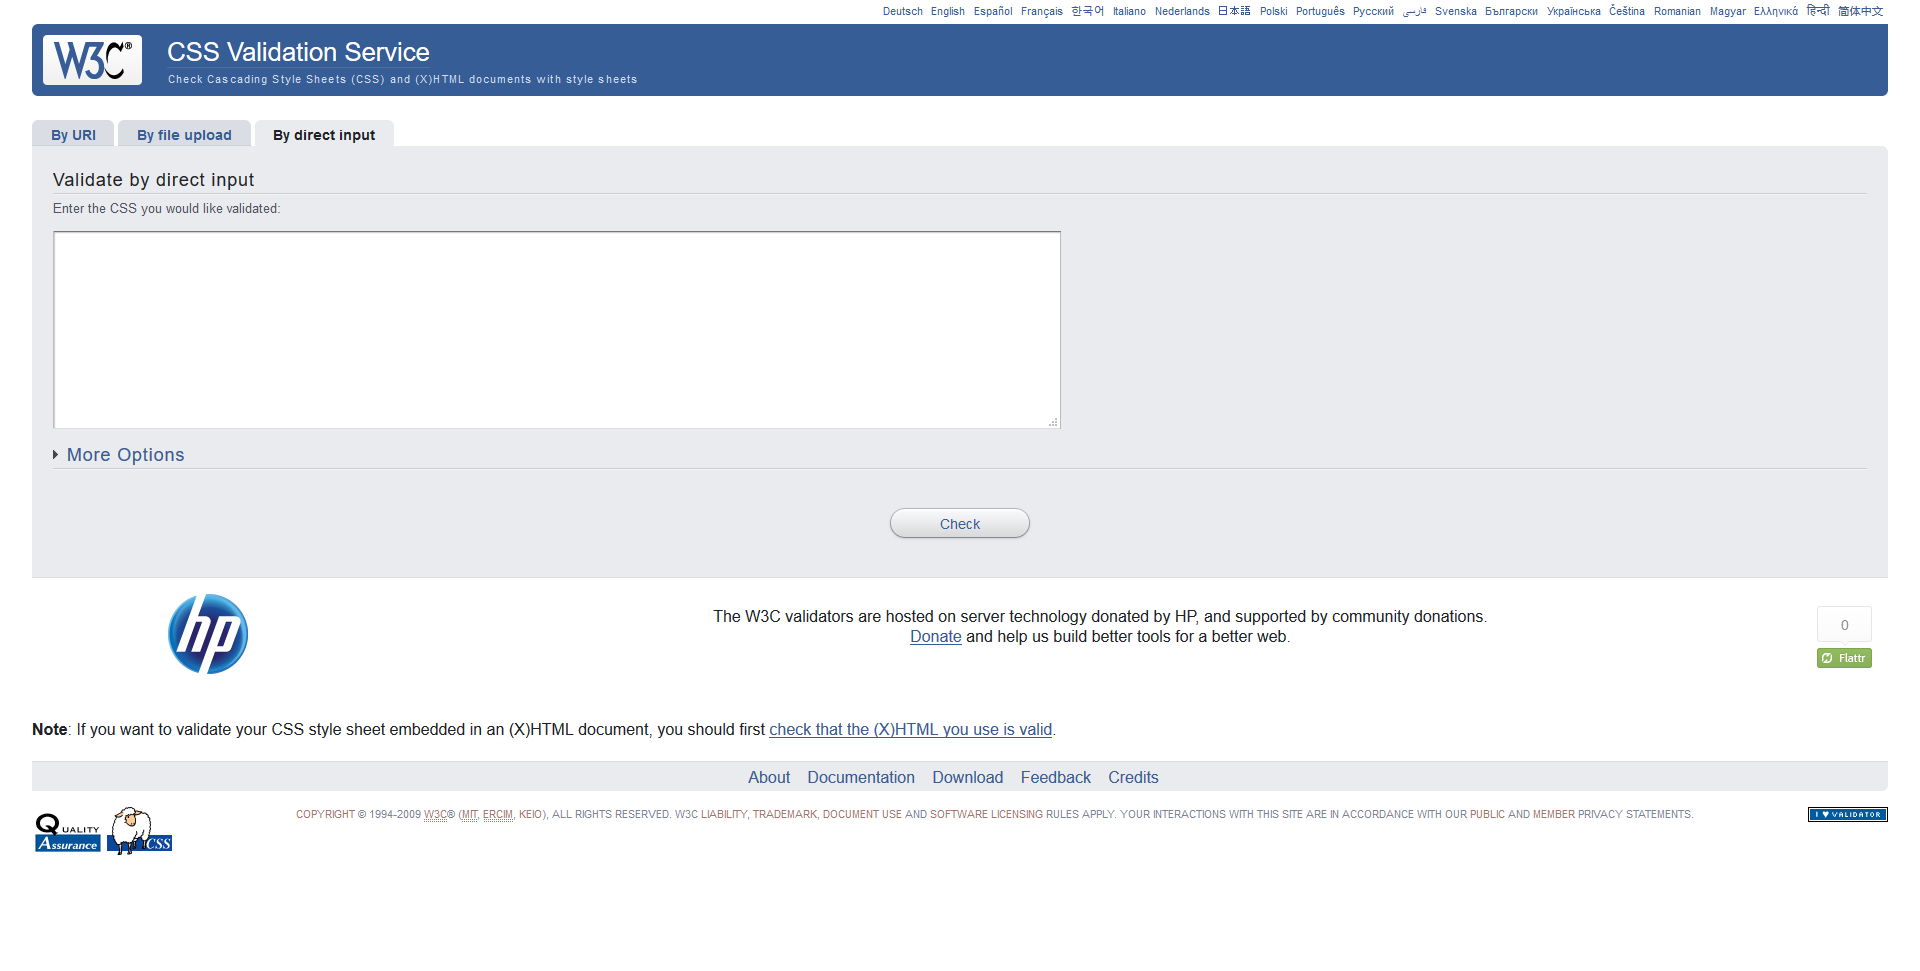 Deutsch English Español Français 한국어 Italiano Nederlands 日本語 Polski Português Русский فارسی Svenska Български Українська Čeština Romanian Magyar Ελληνικά हिन्दी 简体中文
W3C®
CSS Validation Service
Check Cascading Style Sheets (CSS) and (X)HTML documents with style sheets
By URI By file upload By direct input
Validate by direct input
Enter the CSS you would like validated:
More Options
Check
hp
The W3C validators are hosted on server technology donated by HP, and supported by community donations.
Donate and help us build better tools for a better web.
0
Flattr
Note: If you want to validate your CSS style sheet embedded in an (X)HTML document, you should first check that the (X)HTML you use is valid.
About Documentation Download Feedback Credits
QUALITY
Assurance
CSS
COPYRIGHT © 1994-2009 W3C® (MIT, ERCIM, KEIO), ALL RIGHTS RESERVED. W3C LIABILITY, TRADEMARK, DOCUMENT USE AND SOFTWARE LICENSING RULES APPLY. YOUR INTERACTIONS WITH THIS SITE ARE IN ACCORDANCE WITH OUR PUBLIC AND MEMBER PRIVACY STATEMENTS.
I ♥ VALIDATOR